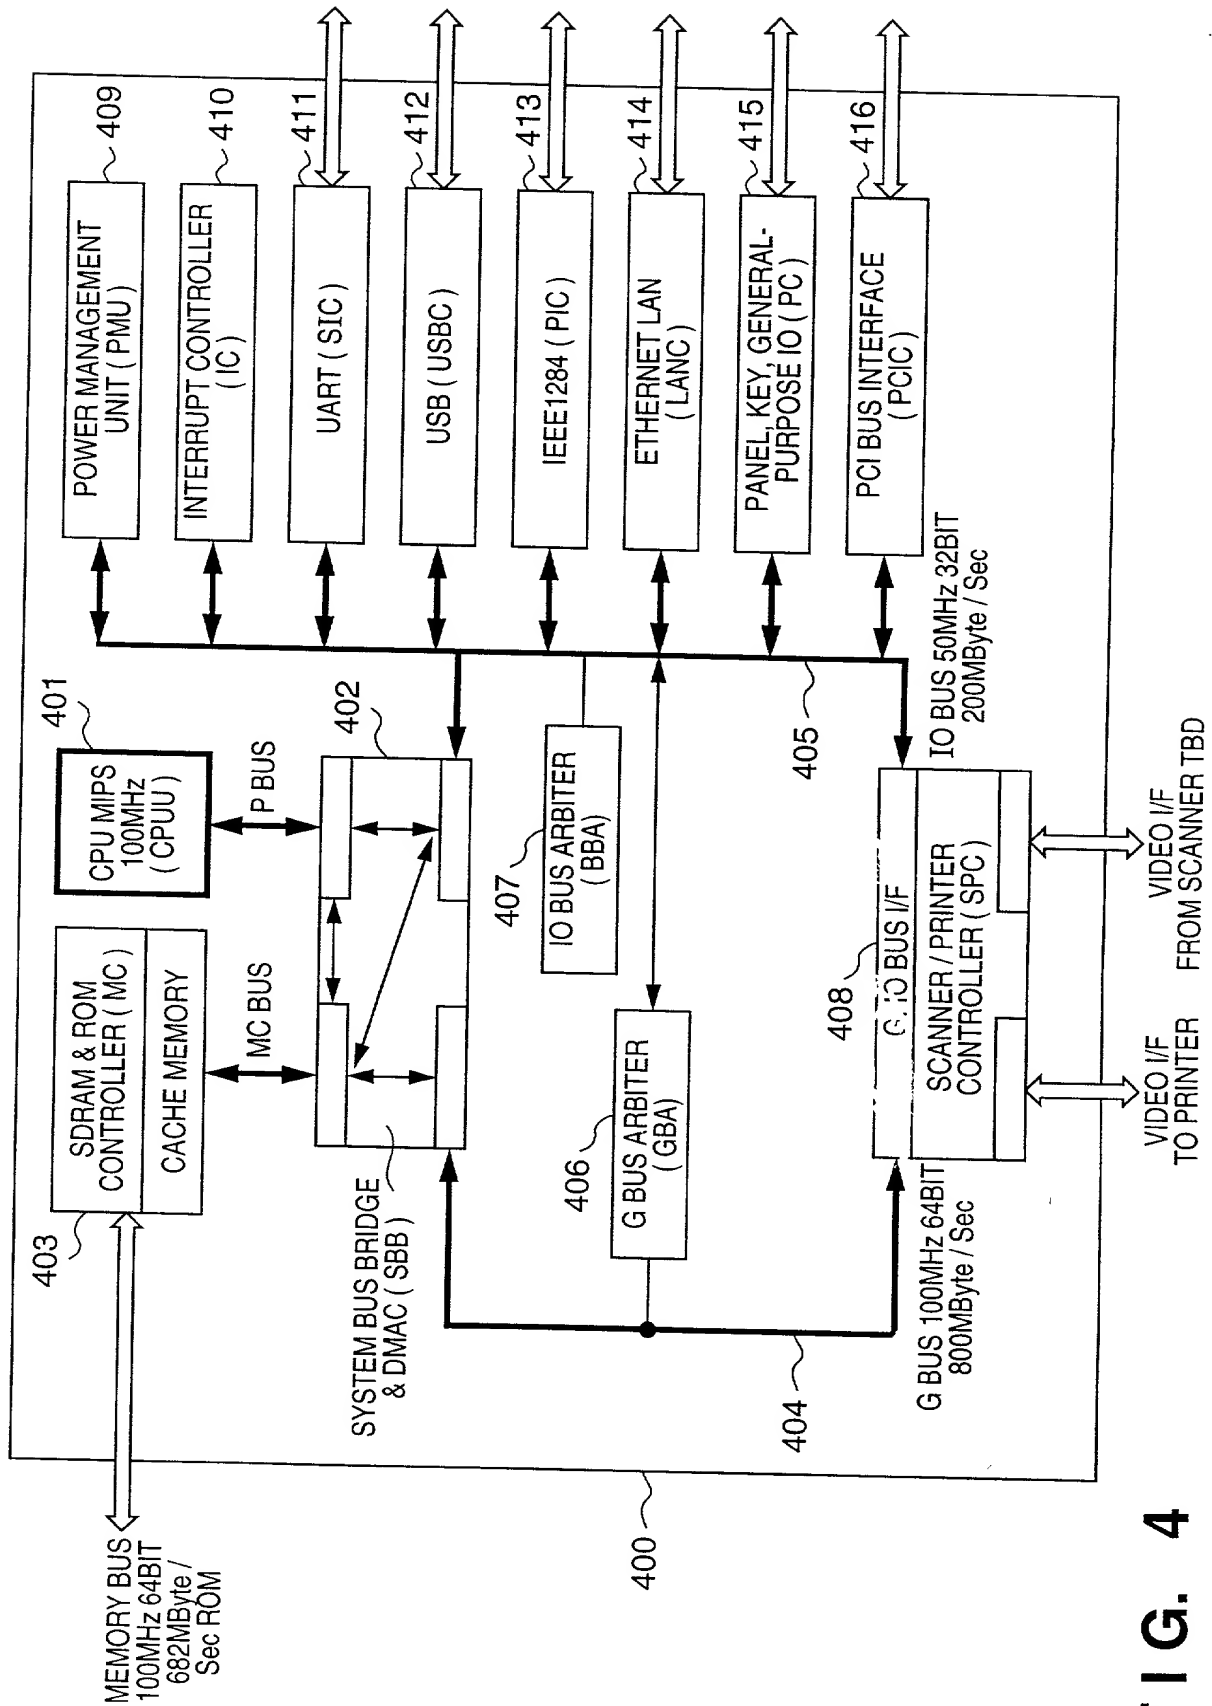 MEMORY BUS
100MHz 64BIT
682MByte /
Sec ROM
403
SDRAM & ROM
CONTROLLER ( MC )
CACHE MEMORY
MC BUS
401
CPU MIPS
100MHz
( CPUU )
P BUS
402
SYSTEM BUS BRIDGE
& DMAC ( SBB )
409
POWER MANAGEMENT
UNIT ( PMU )
410
INTERRUPT CONTROLLER
( IC )
411
UART ( SIC )
412
USB ( USBC )
413
IEEE1284 ( PIC )
414
ETHERNET LAN
( LANC )
415
PANEL, KEY, GENERAL-
PURPOSE IO ( PC )
416
PCI BUS INTERFACE
( PCIC )
407
IO BUS ARBITER
( BBA )
406
G BUS ARBITER
( GBA )
405
IO BUS 50MHz 32BIT
200MByte / Sec
404
G BUS 100MHz 64BIT
800MByte / Sec
408
G, IO BUS I/F
SCANNER / PRINTER
CONTROLLER ( SPC )
400
VIDEO I/F
TO PRINTER
VIDEO I/F
FROM SCANNER TBD
IG. 4